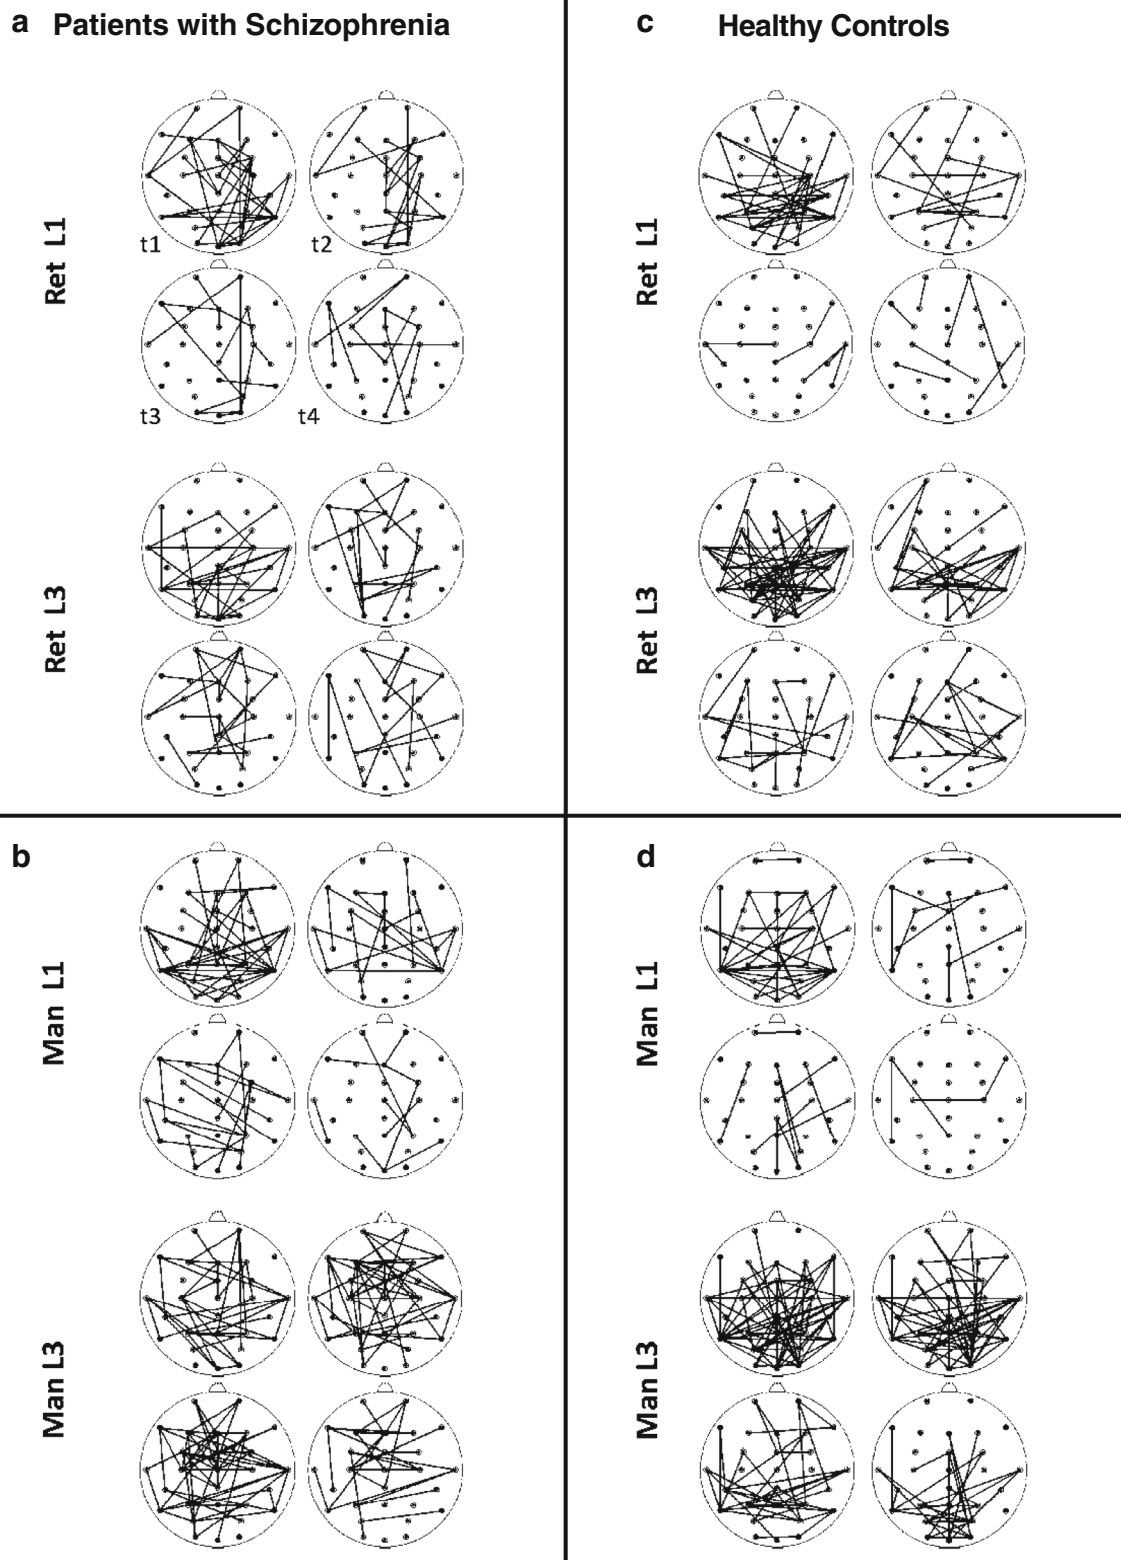 a Patients with Schizophrenia
c Healthy Controls
Ret L1
t1
t2
t3
t4
Ret L3
Ret L1
Ret L3
b
Man L1
Man L3
d
Man L1
Man L3